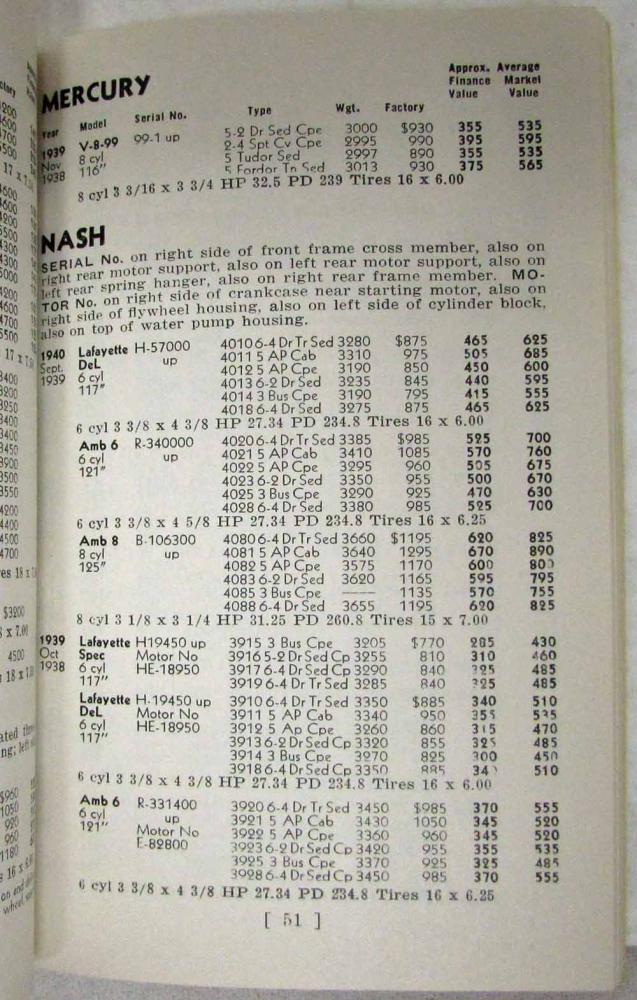 Approx. Average
Finance Market
Value Value
MERCURY
Year Model Serial No. Type Wgt. Factory
1939 V-8-99 99-1 up 5-2 Dr Sed Cpe 3000 $930 355 535
Nov 8 cyl 2-4 Spt Cv Cpe 2995 990 395 595
1938 116" 5 Tudor Sed 2997 890 355 535
5 Fordor Tn Sed 3013 930 375 565
8 cyl 3 3/16 x 3 3/4 HP 32.5 PD 239 Tires 16 x 6.00
NASH
SERIAL No. on right side of front frame cross member, also on
right rear motor support, also on left rear motor support, also on
left rear spring hanger, also on right rear frame member. MO-
TOR No. on right side of crankcase near starting motor, also on
right side of flywheel housing, also on left side of cylinder block,
also on top of water pump housing.
1940 Lafayette H-57000 4010 6-4 Dr Tr Sed 3280 $875 465 625
Sept. DeL up 4011 5 AP Cab 3310 975 505 685
1939 6 cyl 4012 5 AP Cpe 3190 850 450 600
117" 4013 6-2 Dr Sed 3235 845 440 595
4014 3 Bus Cpe 3190 795 415 555
4018 6-4 Dr Sed 3275 875 465 625
6 cyl 3 3/8 x 4 3/8 HP 27.34 PD 234.8 Tires 16 x 6.00
Amb 6 R-340000 4020 6-4 Dr Tr Sed 3385 $985 525 700
6 cyl up 4021 5 AP Cab 3410 1085 570 760
121" 4022 5 AP Cpe 3295 960 505 675
4023 6-2 Dr Sed 3350 955 500 670
4025 3 Bus Cpe 3290 925 470 630
4028 6-4 Dr Sed 3380 985 525 700
6 cyl 3 3/8 x 4 5/8 HP 27.34 PD 234.8 Tires 16 x 6.25
Amb 8 B-106300 4080 6-4 Dr Tr Sed 3660 $1195 620 825
8 cyl up 4081 5 AP Cab 3640 1295 670 890
125" 4082 5 AP Cpe 3575 1170 600 800
4083 6-2 Dr Sed 3620 1165 595 795
4085 3 Bus Cpe —— 1135 570 755
4088 6-4 Dr Sed 3655 1195 620 825
8 cyl 3 1/8 x 3 1/4 HP 31.25 PD 260.8 Tires 15 x 7.00
1939 Lafayette H19450 up 3915 3 Bus Cpe 3205 $770 285 430
Oct Spec Motor No 3916 5-2 Dr Sed Cp 3255 810 310 460
1938 6 cyl HE-18950 3917 6-4 Dr Sed Cp 3290 840 325 485
117" 3919 6-4 Dr Tr Sed 3285 840 325 485
Lafayette H-19450 up 3910 6-4 Dr Tr Sed 3350 $885 340 510
DeL Motor No 3911 5 AP Cab 3340 950 355 535
6 cyl HE-18950 3912 5 Ap Cpe 3260 860 315 470
117" 3913 6-2 Dr Sed Cp 3320 855 325 485
3914 3 Bus Cpe 3270 825 300 450
3918 6-4 Dr Sed Cp 3350 885 510
6 cyl 3 3/8 x 4 3/8 HP 27.34 PD 234.8 Tires 16 x 6.00
Amb 6 R-331400 3920 6-4 Dr Tr Sed 3450 $985 370 555
6 cyl up 3921 5 AP Cab 3430 1050 345 520
121" Motor No 3922 5 AP Cpe 3360 960 345 520
E-82800 3923 6-2 Dr Sed Cp 3420 955 355 535
3925 3 Bus Cpe 3370 925 325 485
3928 6-4 Dr Sed Cp 3450 985 370 555
6 cyl 3 3/8 x 4 3/8 HP 27.34 PD 234.8 Tires 16 x 6.25
[ 51 ]